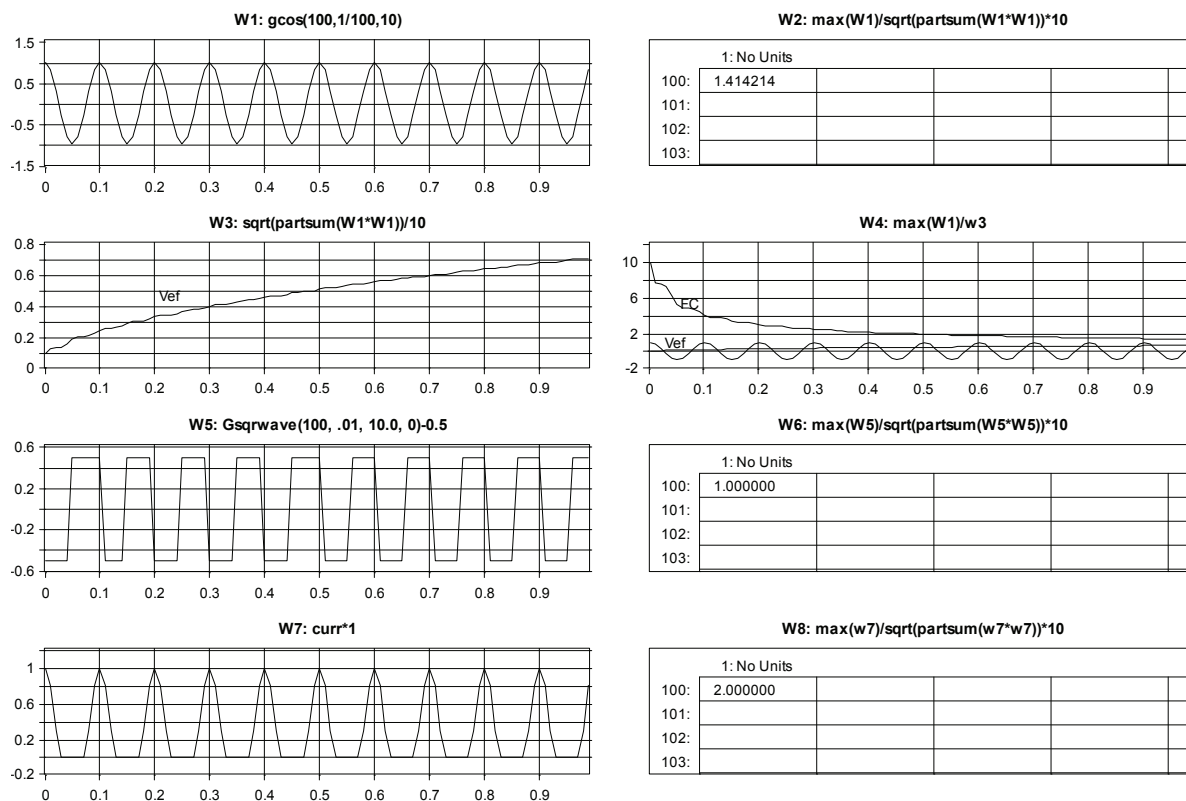 W1: gcos(100,1/100,10)
1.5
0.5
-0.5
-1.5
0 0.1 0.2 0.3 0.4 0.5 0.6 0.7 0.8 0.9
W2: max(W1)/sqrt(partsum(W1*W1))*10
1: No Units
100: 1.414214
101:
102:
103:
W3: sqrt(partsum(W1*W1))/10
0.8
0.6
0.4
0.2
0
Vef
0 0.1 0.2 0.3 0.4 0.5 0.6 0.7 0.8 0.9
W4: max(W1)/w3
10
6
2
-2
FC
Vef
0 0.1 0.2 0.3 0.4 0.5 0.6 0.7 0.8 0.9
W5: Gsqrwave(100, .01, 10.0, 0)-0.5
0.6
0.2
-0.2
-0.6
0 0.1 0.2 0.3 0.4 0.5 0.6 0.7 0.8 0.9
W6: max(W5)/sqrt(partsum(W5*W5))*10
1: No Units
100: 1.000000
101:
102:
103:
W7: curr*1
1
0.6
0.2
-0.2
0 0.1 0.2 0.3 0.4 0.5 0.6 0.7 0.8 0.9
W8: max(w7)/sqrt(partsum(w7*w7))*10
1: No Units
100: 2.000000
101:
102:
103: